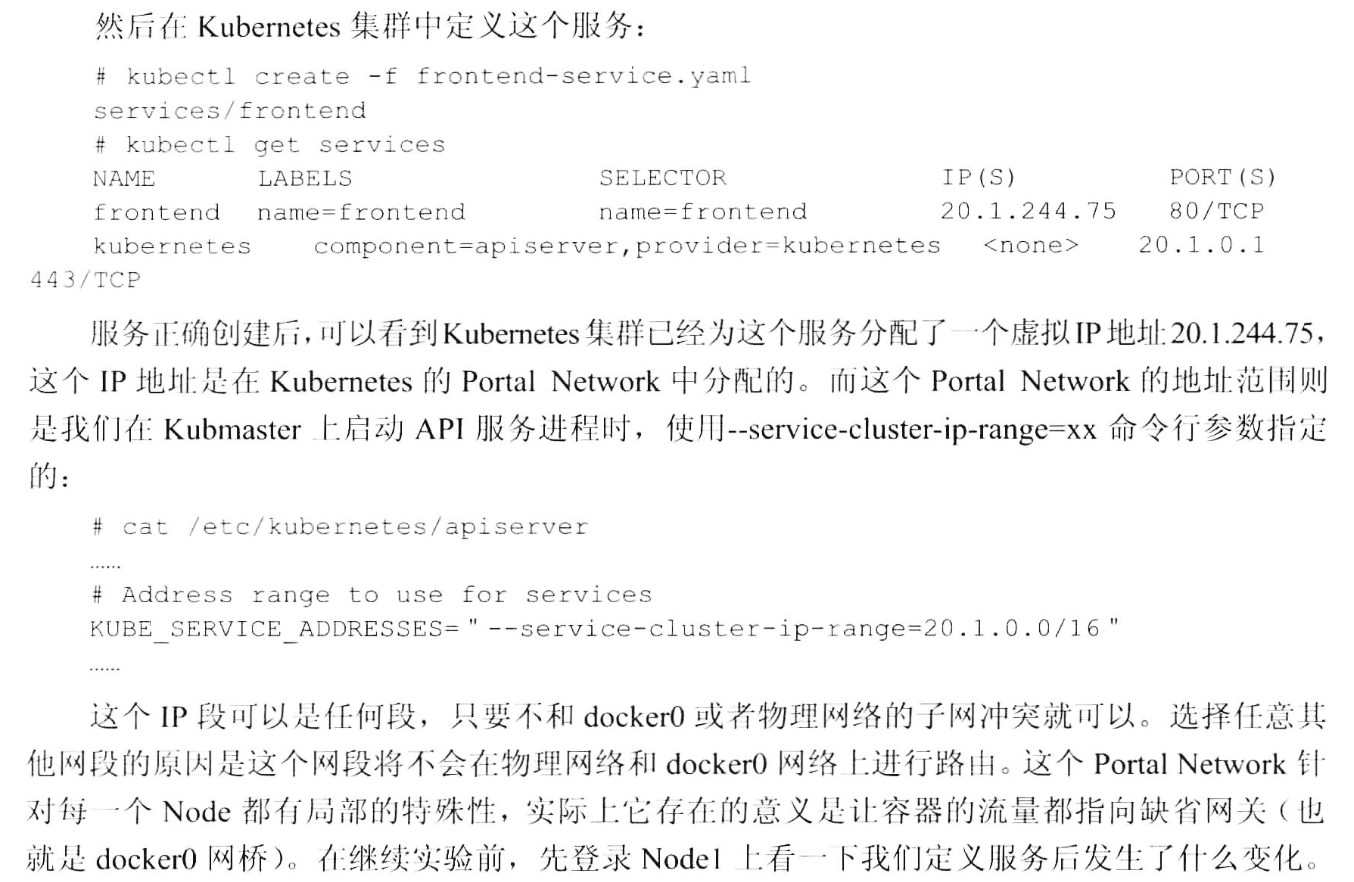 然后在 Kubernetes 集群中定义这个服务：
# kubectl create -f frontend-service.yaml
services/frontend
# kubectl get services
NAME LABELS SELECTOR IP(S) PORT(S)
frontend name=frontend name=frontend 20.1.244.75 80/TCP
kubernetes component=apiserver,provider=kubernetes <none> 20.1.0.1
443/TCP
服务正确创建后，可以看到 Kubernetes 集群已经为这个服务分配了一个虚拟 IP 地址 20.1.244.75，
这个 IP 地址是在 Kubernetes 的 Portal Network 中分配的。而这个 Portal Network 的地址范围则
是我们在 Kubmaster 上启动 API 服务进程时，使用--service-cluster-ip-range=xx 命令行参数指定
的：
# cat /etc/kubernetes/apiserver
……
# Address range to use for services
KUBE_SERVICE_ADDRESSES= " --service-cluster-ip-range=20.1.0.0/16 "
……
这个 IP 段可以是任何段，只要不和 docker0 或者物理网络的子网冲突就可以。选择任意其
他网段的原因是这个网段将不会在物理网络和 docker0 网络上进行路由。这个 Portal Network 针
对每一个 Node 都有局部的特殊性，实际上它存在的意义是让容器的流量都指向缺省网关（也
就是 docker0 网桥）。在继续实验前，先登录 Node1 上看一下我们定义服务后发生了什么变化。